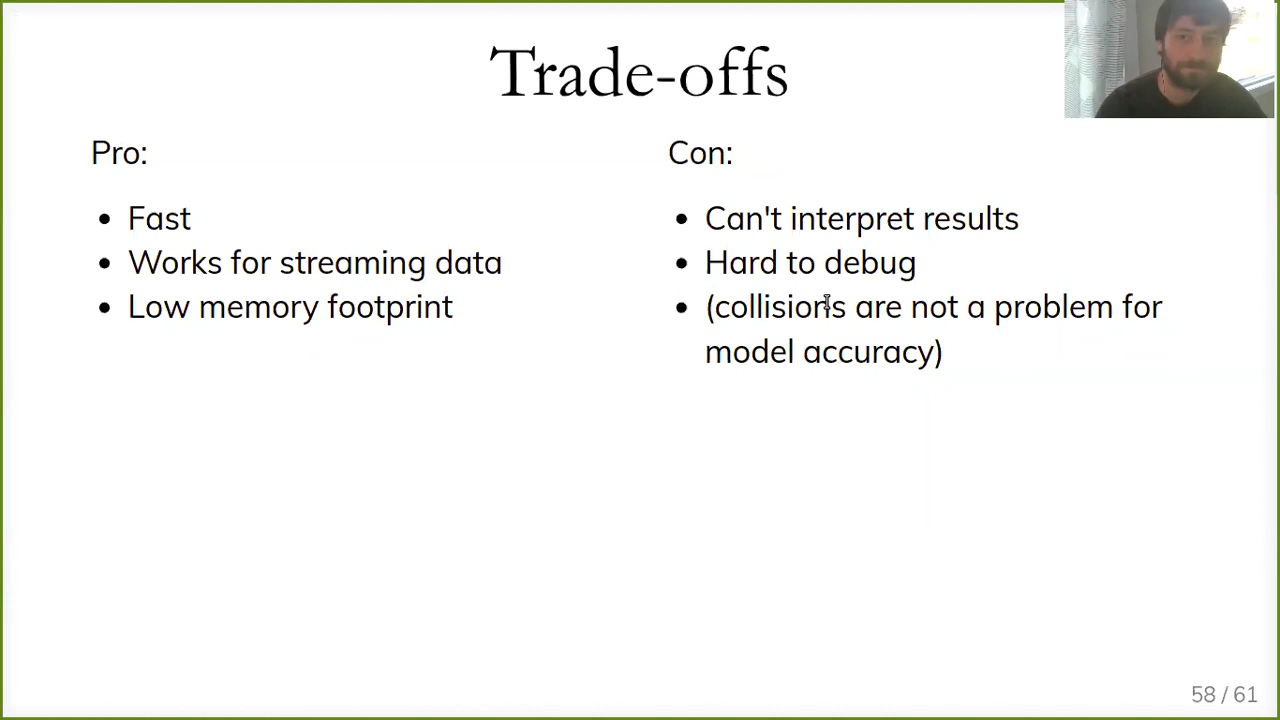 Trade-offs
Pro:
• Fast
• Works for streaming data
• Low memory footprint
Con:
• Can't interpret results
• Hard to debug
• (collisions are not a problem for
model accuracy)
58 / 61